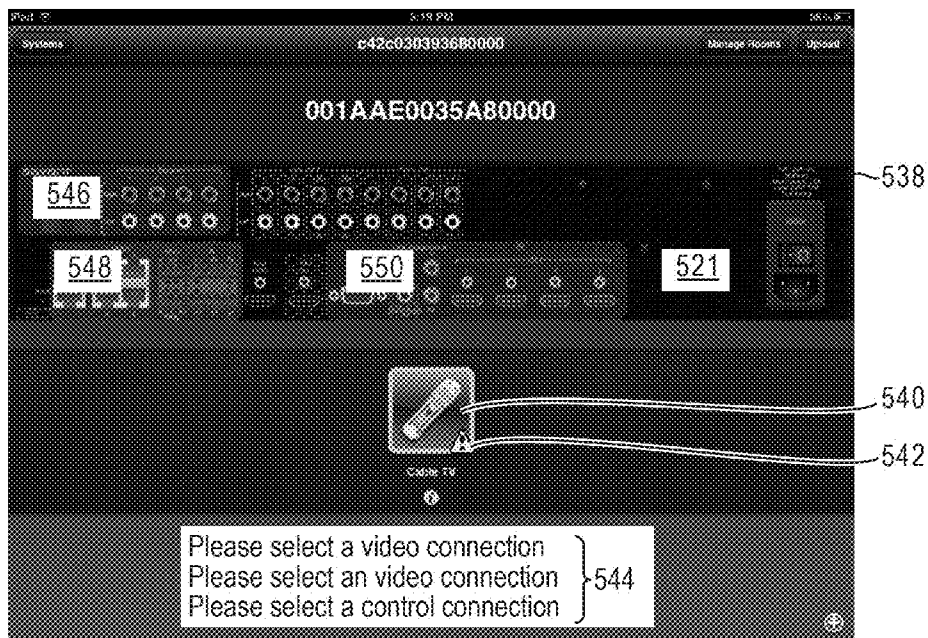 iPad 5:19 PM
Systems c42c030393680000 Manage Rooms Upload
001AAE0035A80000
538
546
548 550 521
540
542
Cable TV
Please select a video connection
Please select an video connection
Please select a control connection
544